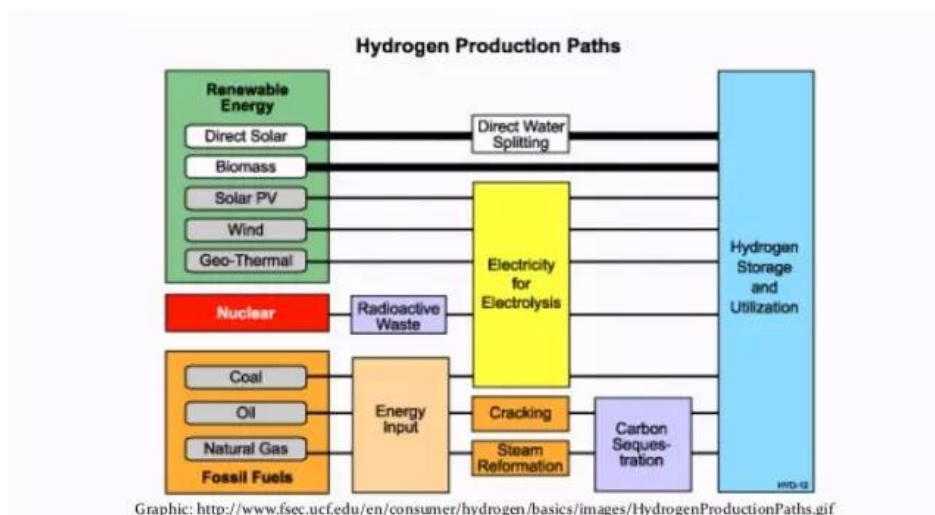 Hydrogen Production Paths
Renewable
Energy
Direct Solar
Biomass
Solar PV
Wind
Geo-Thermal
Nuclear
Coal
Oil
Natural Gas
Fossil Fuels
Radioactive
Waste
Energy
Input
Direct Water
Splitting
Electricity
for
Electrolysis
Cracking
Steam
Reformation
Carbon
Seques-
tration
Hydrogen
Storage
and
Utilization
HYD-12
Graphic: http://www.fsec.ucf.edu/en/consumer/hydrogen/basics/images/HydrogenProductionPaths.gif